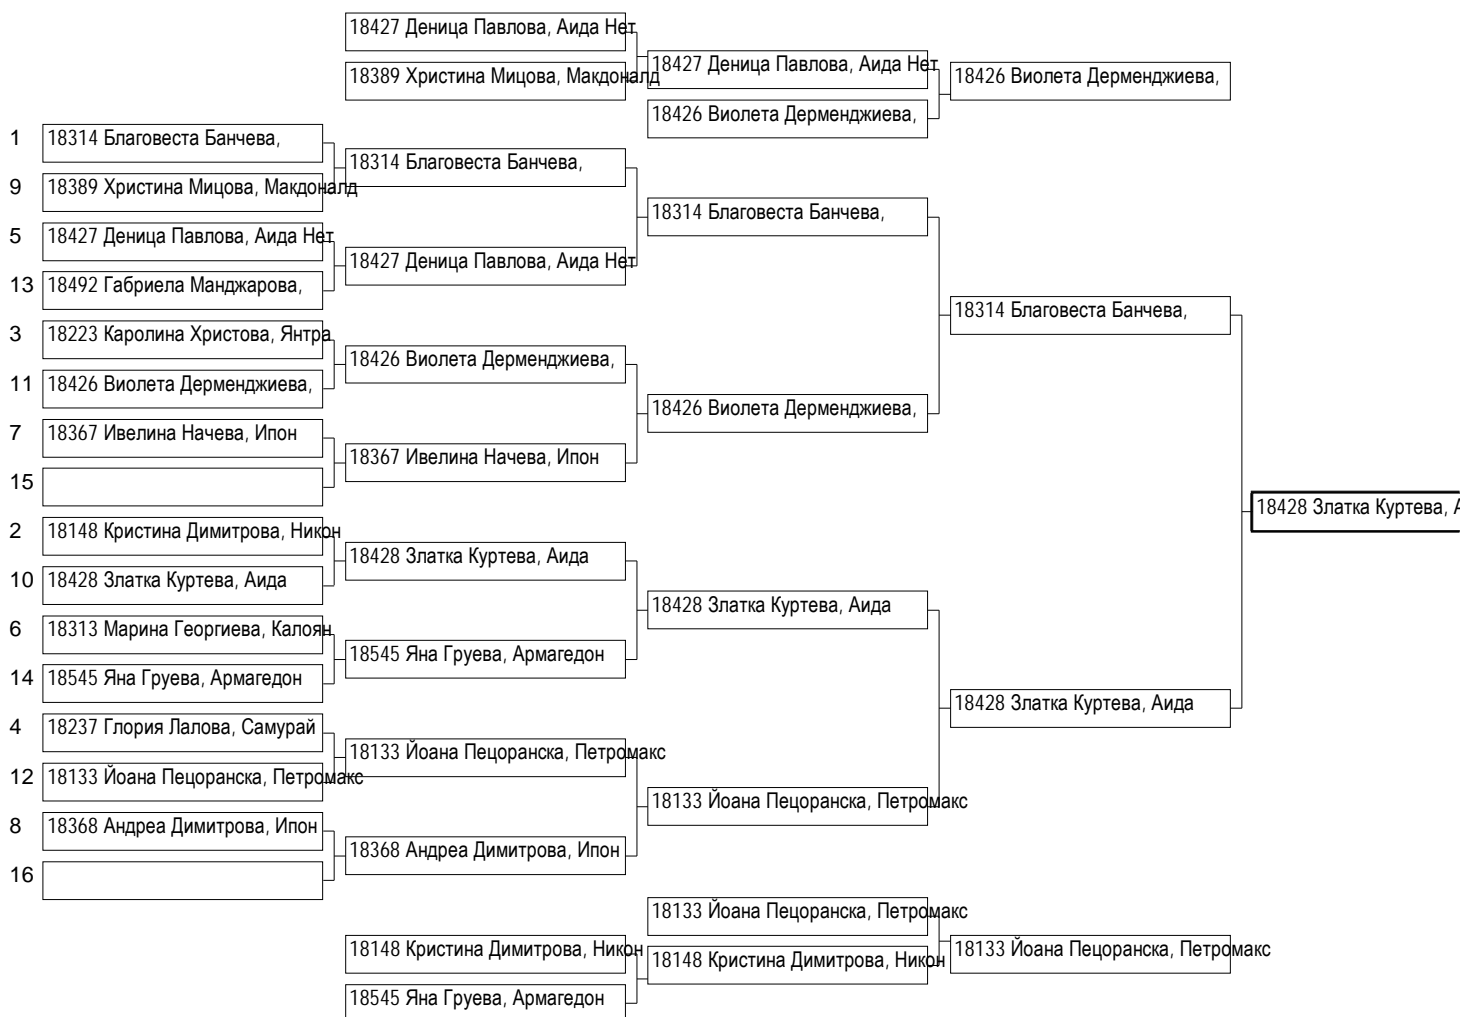 18427 Деница Павлова, Аида Нет
18389 Христина Мицова, Макдоналд
18427 Деница Павлова, Аида Нет
18426 Виолета Дерменджиева,
18426 Виолета Дерменджиева,
1 18314 Благовеста Банчева,
9 18389 Христина Мицова, Макдоналд
5 18427 Деница Павлова, Аида Нет
13 18492 Габриела Манджарова,
3 18223 Каролина Христова, Янтра
11 18426 Виолета Дерменджиева,
7 18367 Ивелина Начева, Ипон
15
2 18148 Кристина Димитрова, Никон
10 18428 Златка Куртева, Аида
6 18313 Марина Георгиева, Калоян
14 18545 Яна Груева, Армагедон
4 18237 Глория Лалова, Самурай
12 18133 Йоана Пецоранска, Петромакс
8 18368 Андреа Димитрова, Ипон
16
18314 Благовеста Банчева,
18427 Деница Павлова, Аида Нет
18426 Виолета Дерменджиева,
18367 Ивелина Начева, Ипон
18428 Златка Куртева, Аида
18545 Яна Груева, Армагедон
18133 Йоана Пецоранска, Петромакс
18368 Андреа Димитрова, Ипон
18314 Благовеста Банчева,
18426 Виолета Дерменджиева,
18428 Златка Куртева, Аида
18133 Йоана Пецоранска, Петромакс
18314 Благовеста Банчева,
18428 Златка Куртева, Аида
18428 Златка Куртева,
18148 Кристина Димитрова, Никон
18545 Яна Груева, Армагедон
18133 Йоана Пецоранска, Петромакс
18148 Кристина Димитрова, Никон
18133 Йоана Пецоранска, Петромакс